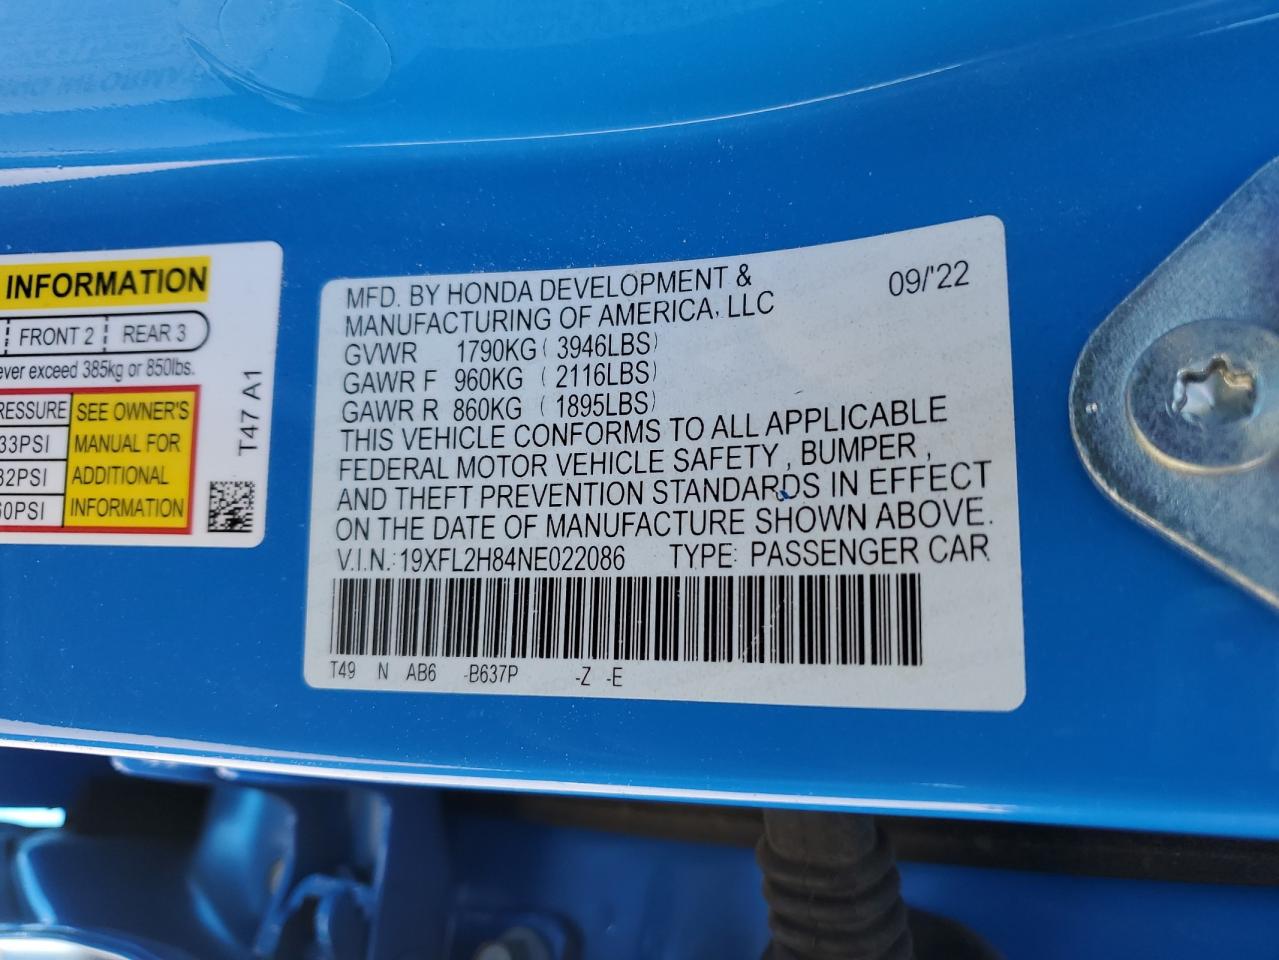 INFORMATION
FRONT 2 REAR 3
ever exceed 385kg or 850lbs.
RESSURE SEE OWNER'S
33PSI MANUAL FOR
32PSI ADDITIONAL
60PSI INFORMATION
T47 A1
MFD. BY HONDA DEVELOPMENT & 09/'22
MANUFACTURING OF AMERICA, LLC
GVWR 1790KG ( 3946LBS)
GAWR F 960KG ( 2116LBS)
GAWR R 860KG ( 1895LBS)
THIS VEHICLE CONFORMS TO ALL APPLICABLE
FEDERAL MOTOR VEHICLE SAFETY , BUMPER ,
AND THEFT PREVENTION STANDARDS IN EFFECT
ON THE DATE OF MANUFACTURE SHOWN ABOVE.
V.I.N.: 19XFL2H84NE022086 TYPE: PASSENGER CAR
T49 N AB6 -B637P -Z -E